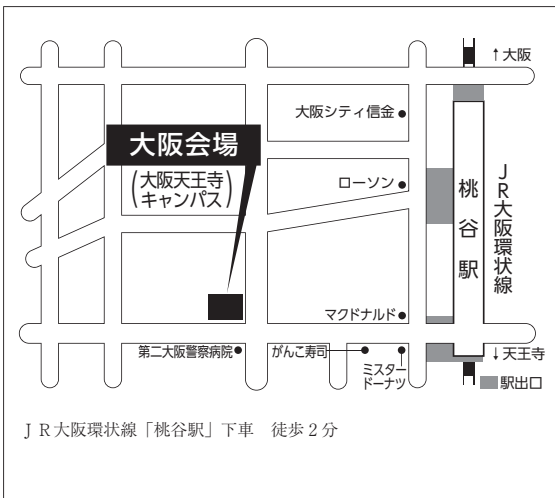 ↑大阪
大阪シティ信金
大阪会場
(大阪天王寺
キャンパス)
ローソン
桃谷駅
JR大阪環状線
マクドナルド
第二大阪警察病院
がんこ寿司
ミスター
ドーナツ
↓天王寺
駅出口
ＪＲ大阪環状線「桃谷駅」下車　徒歩２分